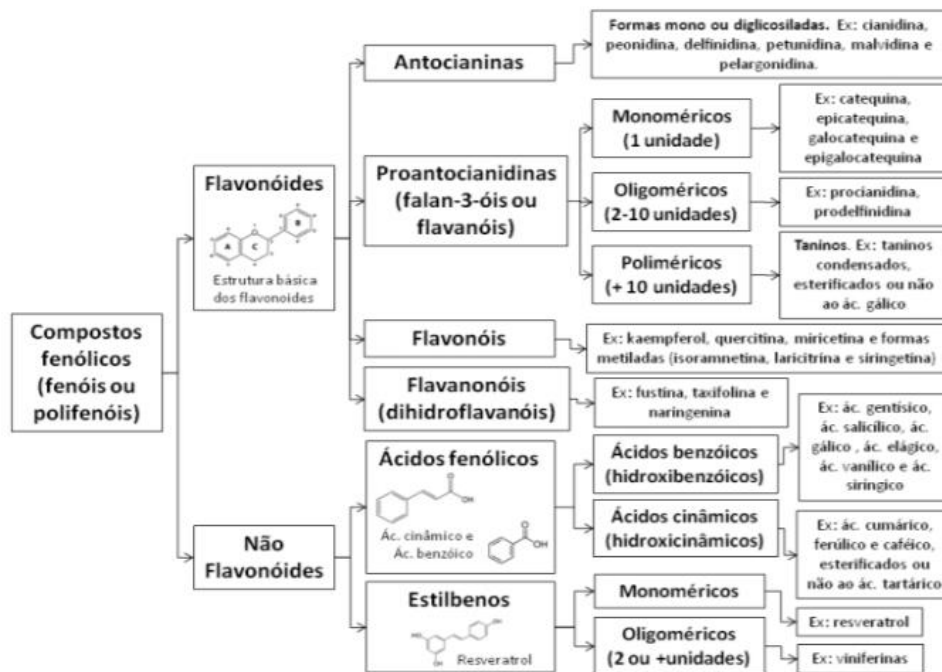 Compostos
fenólicos
(fenóis ou
polifenóis)
Flavonóides
A
C
B
Estrutura básica
dos flavonoides
Antocianinas
Formas mono ou diglicosiladas. Ex: cianidina,
peonidina, delfinidina, petunidina, malvidina e
pelargonidina.
Proantocianidinas
(falan-3-óis ou
flavanóis)
Monoméricos
(1 unidade)
Ex: catequina,
epicatequina,
galocatequina e
epigalocatequina
Oligoméricos
(2-10 unidades)
Ex: procianidina,
prodelfinidina
Poliméricos
(+ 10 unidades)
Taninos. Ex: taninos
condensados,
esterificados ou não
ao ác. gálico
Flavonóis
Ex: kaempferol, quercitina, miricetina e formas
metiladas (isoramnetina, laricitrina e siringetina)
Flavanonóis
(dihidroflavanóis)
Ex: fustina, taxifolina e
naringenina
Não
Flavonóides
Ácidos fenólicos
O
OH
Ác. cinâmico e
Ác. benzóico
O
OH
Ácidos benzóicos
(hidroxibenzóicos)
Ex: ác. gentísico,
ác. salicílico, ác.
gálico , ác. elágico,
ác. vanílico e ác.
siríngico
Ácidos cinâmicos
(hidroxicinâmicos)
Ex: ác. cumárico,
ferúlico e caféico,
esterificados ou
não ao ác. tartárico
Estilbenos
HO
OH
OH
Resveratrol
Monoméricos
Ex: resveratrol
Oligoméricos
(2 ou +unidades)
Ex: viniferinas